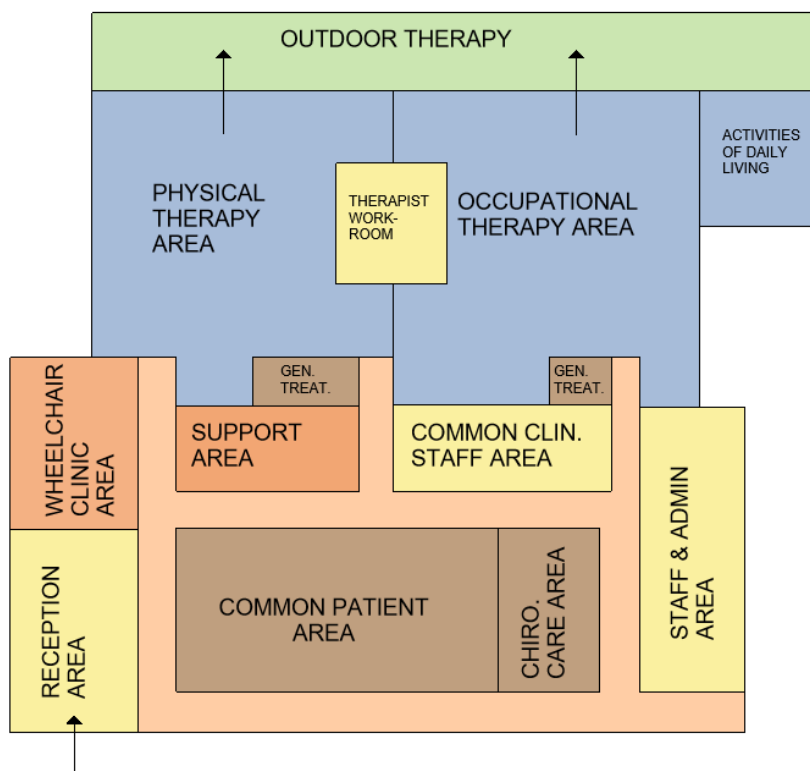 OUTDOOR THERAPY
ACTIVITIES
OF DAILY
LIVING
PHYSICAL
THERAPY
AREA
THERAPIST
WORK-
ROOM
OCCUPATIONAL
THERAPY AREA
GEN.
TREAT.
GEN.
TREAT.
WHEELCHAIR
CLINIC
AREA
SUPPORT
AREA
COMMON CLIN.
STAFF AREA
STAFF & ADMIN
AREA
RECEPTION
AREA
COMMON PATIENT
AREA
CHIRO.
CARE AREA